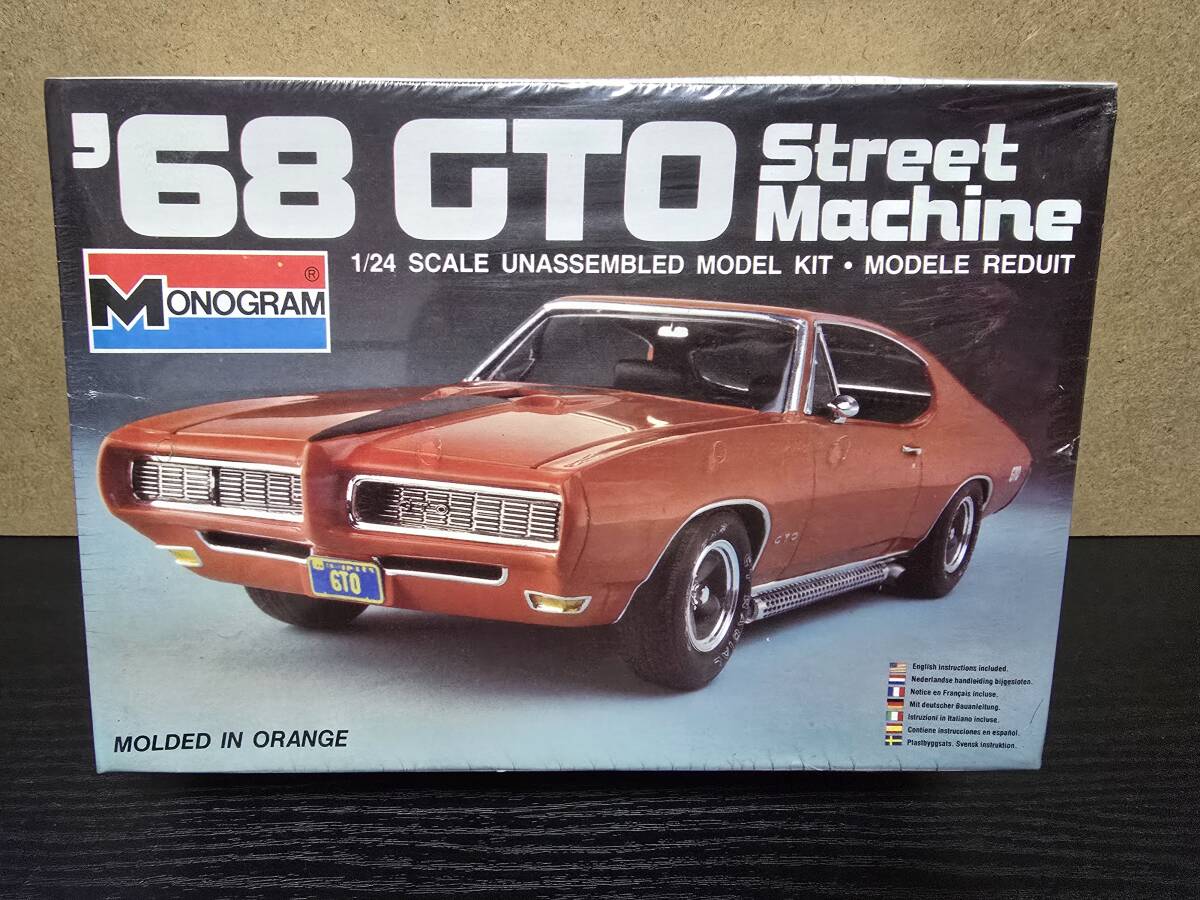 '68 GTO Street Machine
1/24 SCALE UNASSEMBLED MODEL KIT • MODELE REDUIT
MONOGRAM ®
GTO
GTO
GTO
English instructions included.
Nederlandse handleiding bijgesloten.
Notice en Français incluse.
Mit deutscher Bauanleitung.
Istruzioni in Italiano incluse.
Contiene instrucciones en español.
Plastbyggsats. Svensk instruktion.
MOLDED IN ORANGE